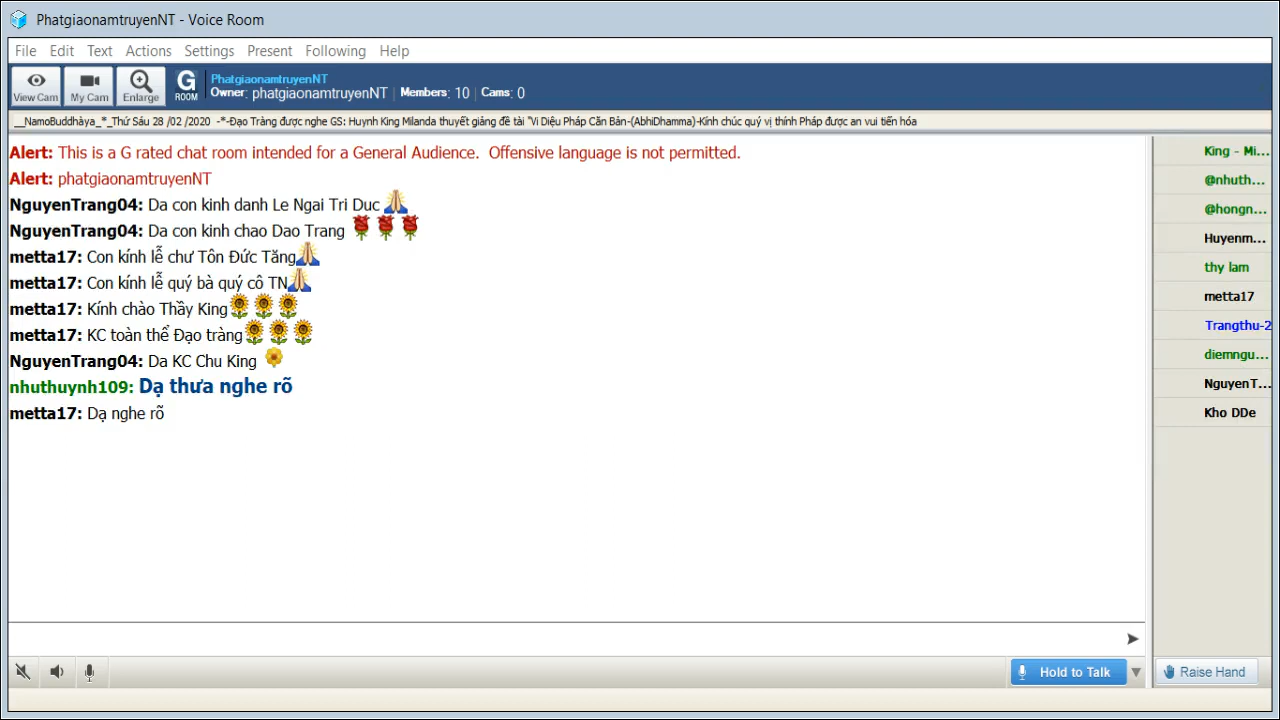 PhatgiaonamtruyenNT - Voice Room
File Edit Text Actions Settings Present Following Help
View Cam My Cam Enlarge G ROOM
PhatgiaonamtruyenNT
Owner: phatgiaonamtruyenNT | Members: 10 | Cams: 0
__NamoBuddhàya_*_Thứ Sáu 28 /02 /2020 -*-Đạo Tràng được nghe GS: Huynh King Milanda thuyết giảng đề tài "Vi Diệu Pháp Căn Bản-(AbhiDhamma)-Kính chúc quý vị thính Pháp được an vui tiến hóa
Alert: This is a G rated chat room intended for a General Audience. Offensive language is not permitted.
Alert: phatgiaonamtruyenNT
NguyenTrang04: Da con kinh danh Le Ngai Tri Duc
NguyenTrang04: Da con kinh chao Dao Trang
metta17: Con kính lễ chư Tôn Đức Tăng
metta17: Con kính lễ quý bà quý cô TN
metta17: Kính chào Thầy King
metta17: KC toàn thể Đạo tràng
NguyenTrang04: Da KC Chu King
nhuthuynh109: Dạ thưa nghe rõ
metta17: Dạ nghe rõ
King - Mi...
@nhuth...
@hongn...
Huyenm...
thy lam
metta17
Trangthu-2
diemngu...
NguyenT...
Kho DDe
Hold to Talk
Raise Hand